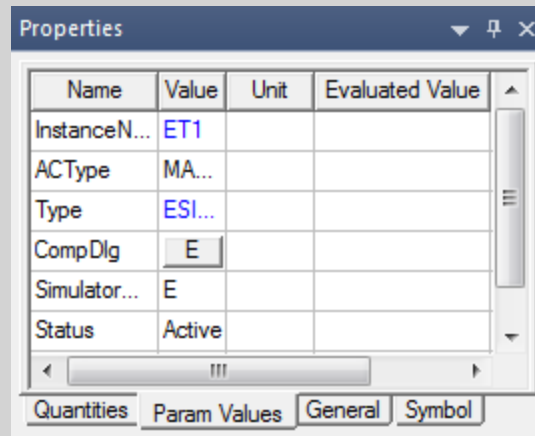 Properties
Name Value Unit Evaluated Value
InstanceN... ET1
ACType MA...
Type ESI...
CompDlg E
Simulator... E
Status Active
Quantities Param Values General Symbol